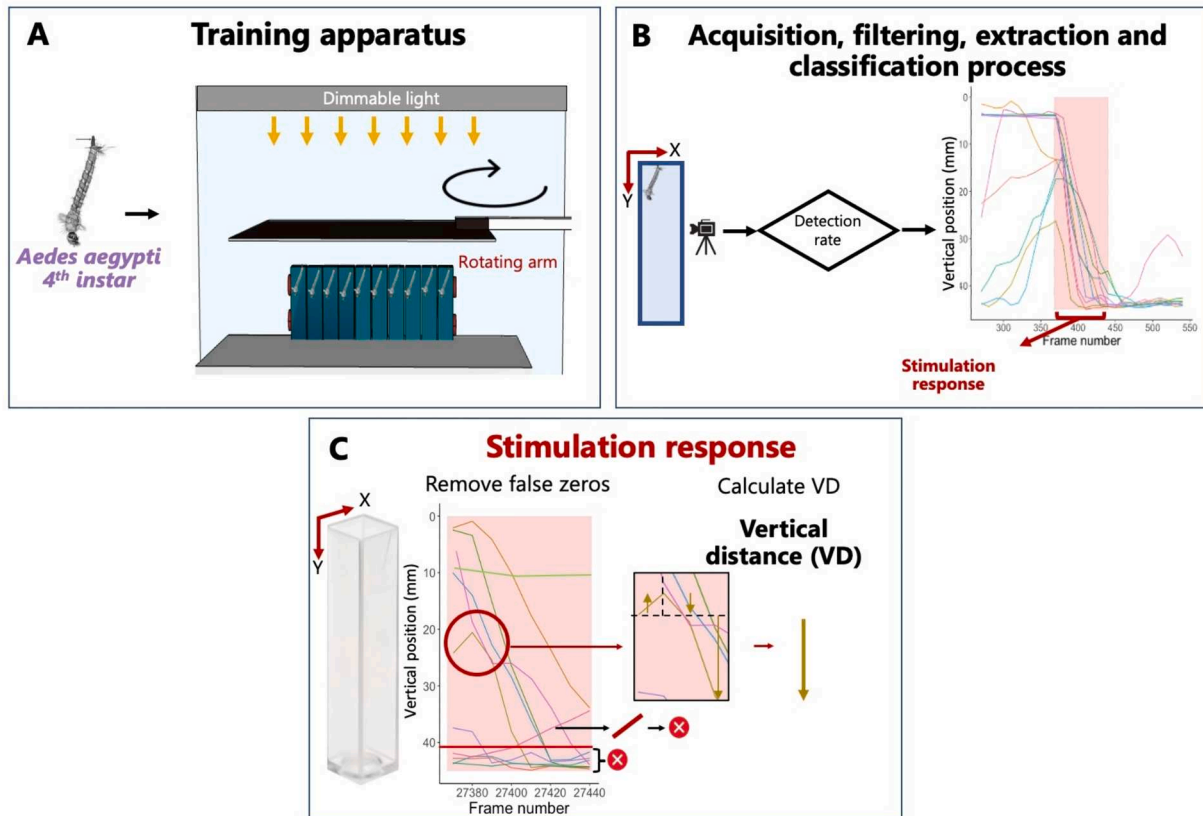 A
Training apparatus
Dimmable light
Aedes aegypti
4th instar
Rotating arm
B
Acquisition, filtering, extraction and
classification process
X
Y
Detection
rate
Vertical position (mm)
0
10
20
30
40
300
350
400
450
500
550
Frame number
Stimulation
response
C
Stimulation response
Remove false zeros
Calculate VD
X
Y
Vertical
distance (VD)
Vertical position (mm)
0
10
20
30
40
27380
27400
27420
27440
Frame number